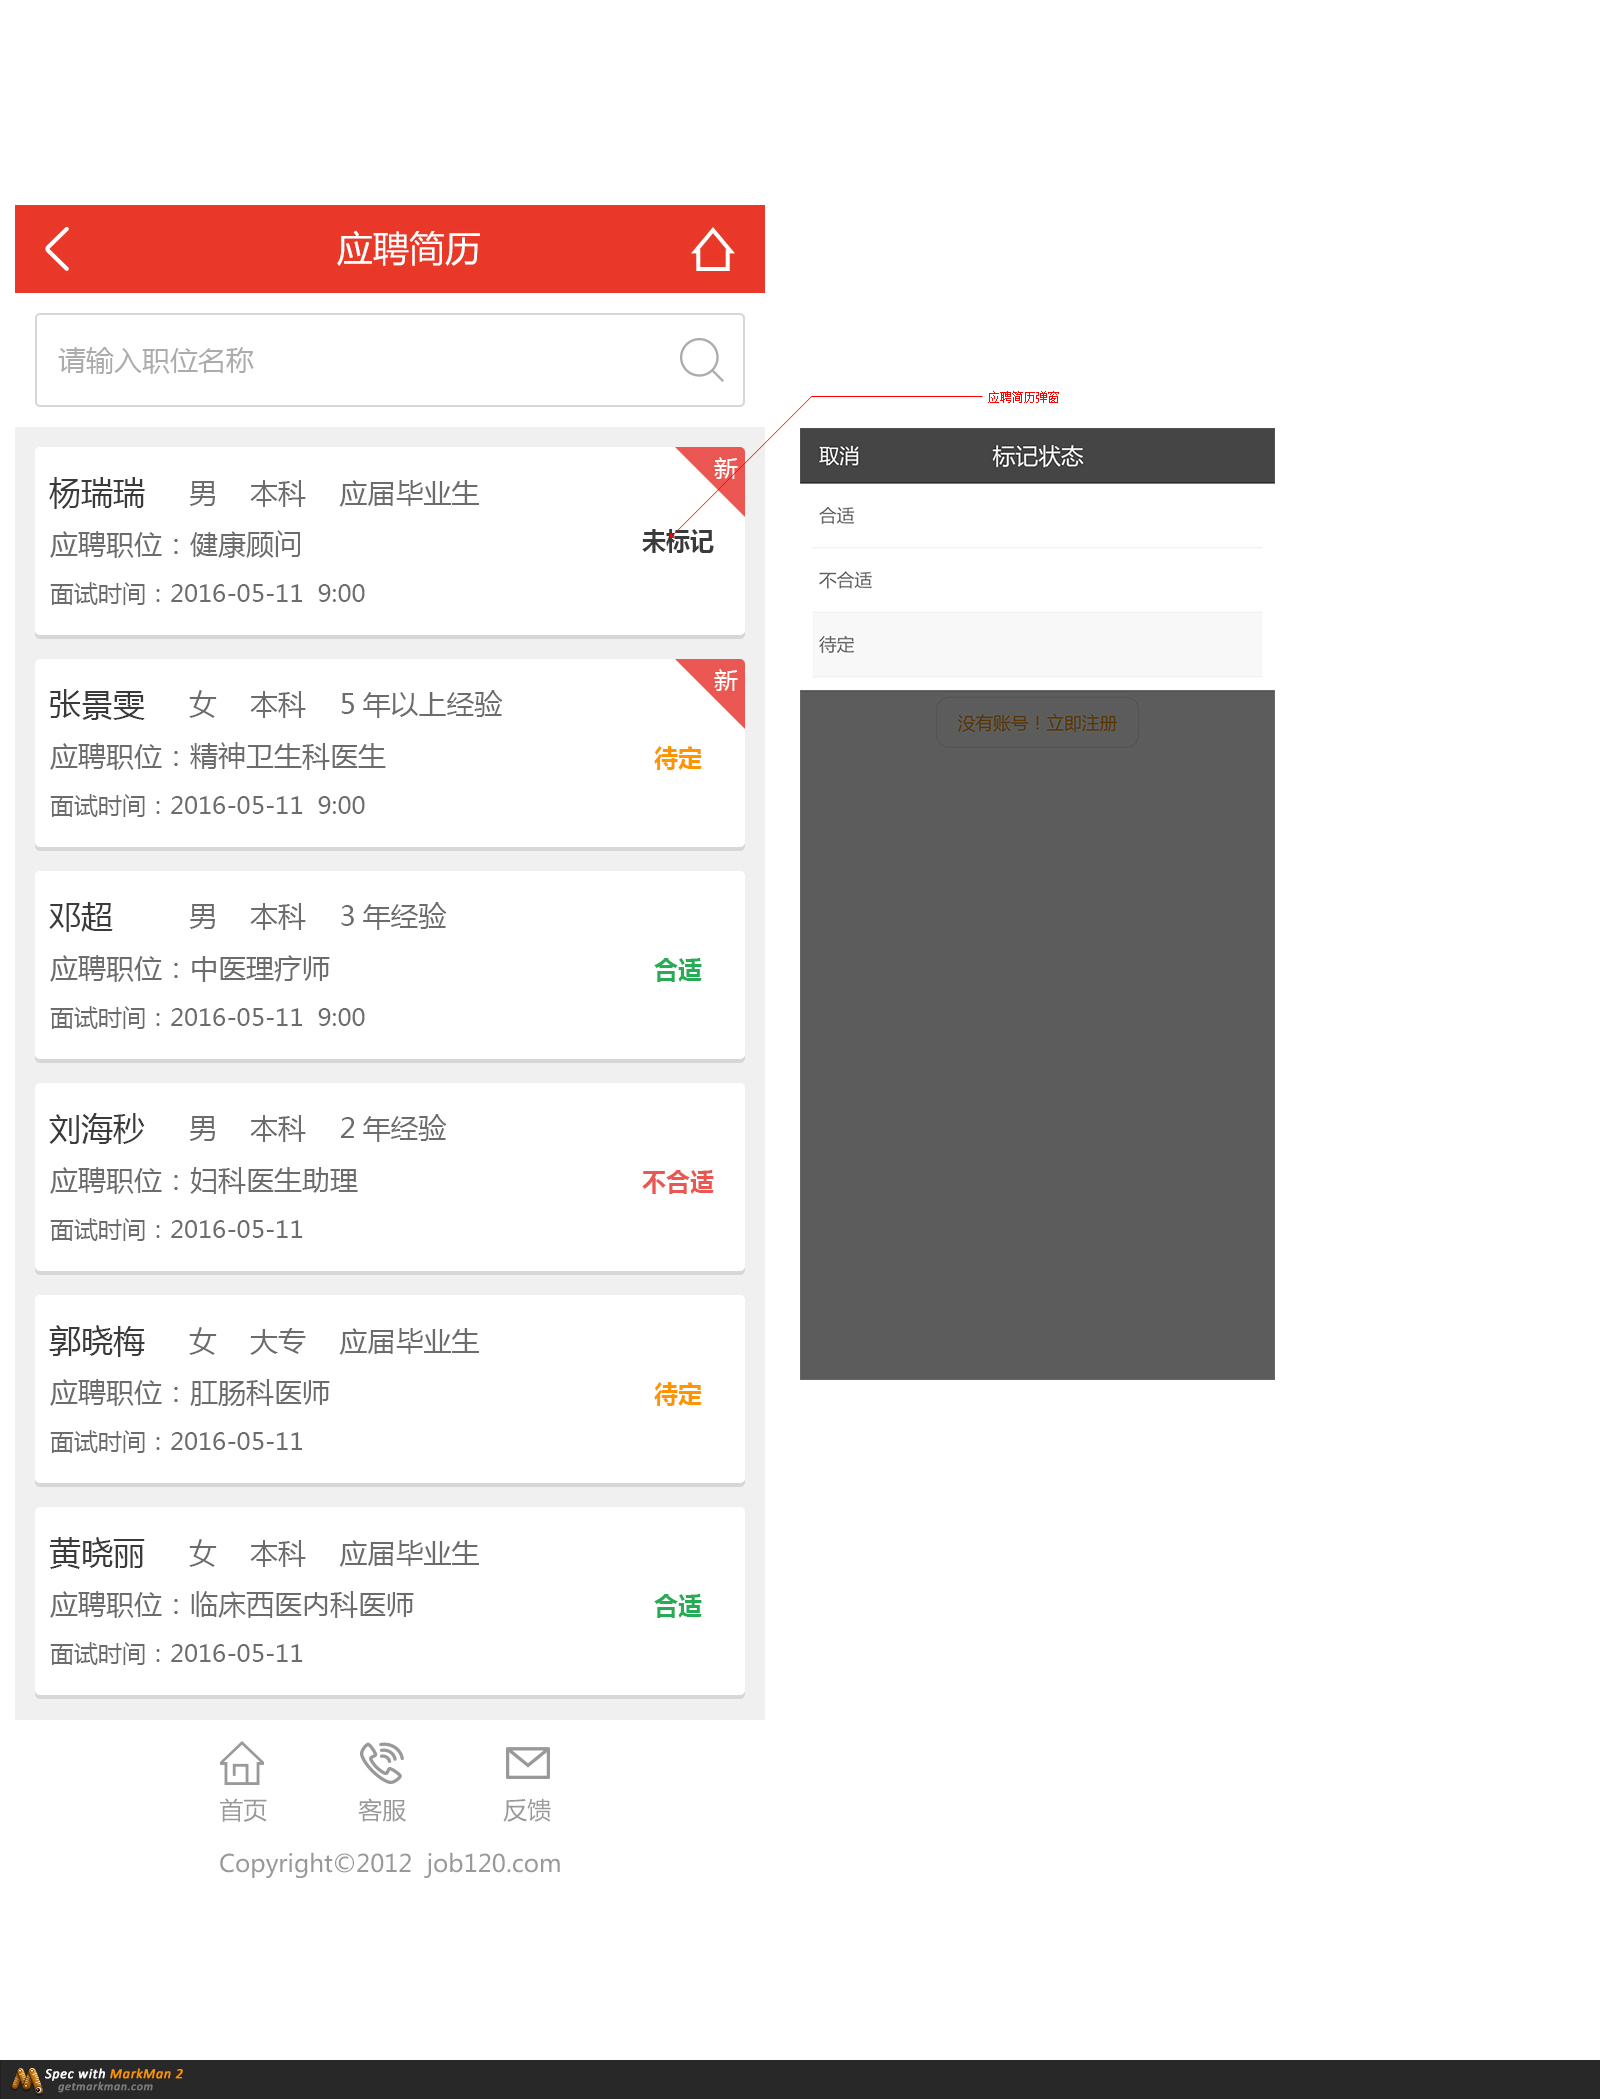 应聘简历
请输入职位名称
应聘简历弹窗
新
杨瑞瑞 男 本科 应届毕业生
应聘职位：健康顾问
未标记
面试时间：2016-05-11 9:00
新
张景雯 女 本科 5 年以上经验
应聘职位：精神卫生科医生
待定
面试时间：2016-05-11 9:00
邓超 男 本科 3 年经验
应聘职位：中医理疗师
合适
面试时间：2016-05-11 9:00
刘海秒 男 本科 2 年经验
应聘职位：妇科医生助理
不合适
面试时间：2016-05-11
郭晓梅 女 大专 应届毕业生
应聘职位：肛肠科医师
待定
面试时间：2016-05-11
黄晓丽 女 本科 应届毕业生
应聘职位：临床西医内科医师
合适
面试时间：2016-05-11
首页 客服 反馈
Copyright©2012 job120.com
取消 标记状态
合适
不合适
待定
没有账号！立即注册
Spec with MarkMan 2
getmarkman.com